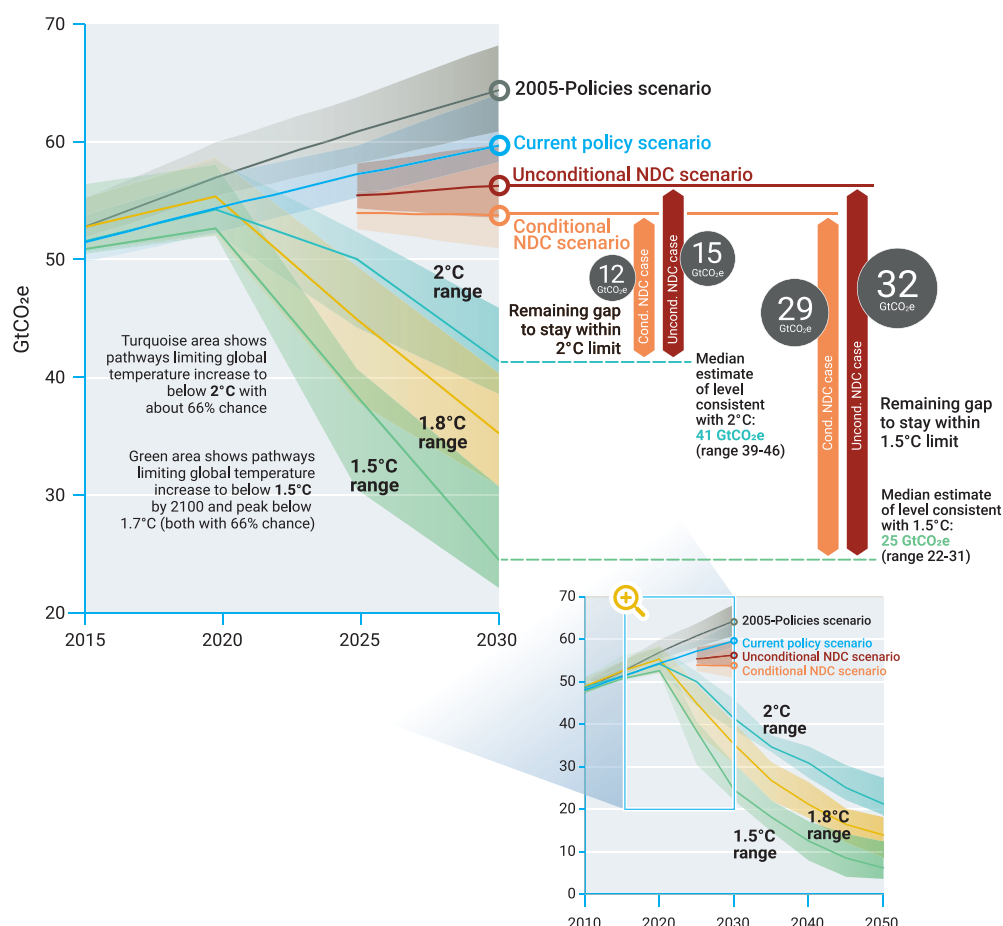 70
60
50
40
30
20
GtCO₂e
2015
2020
2025
2030
2005-Policies scenario
Current policy scenario
Unconditional NDC scenario
Conditional
NDC scenario
2°C
range
1.8°C
range
1.5°C
range
Turquoise area shows
pathways limiting global
temperature increase to
below 2°C with
about 66% chance
Green area shows pathways
limiting global temperature
increase to below 1.5°C
by 2100 and peak below
1.7°C (both with 66% chance)
12
GtCO₂e
15
GtCO₂e
Cond. NDC case
Uncond. NDC case
Remaining gap
to stay within
2°C limit
Median
estimate
of level
consistent
with 2°C:
41 GtCO₂e
(range 39-46)
29
GtCO₂e
32
GtCO₂e
Cond. NDC case
Uncond. NDC case
Remaining gap
to stay within
1.5°C limit
Median estimate
of level consistent
with 1.5°C:
25 GtCO₂e
(range 22-31)
70
60
50
40
30
20
10
0
2010
2020
2030
2040
2050
2005-Policies scenario
Current policy scenario
Unconditional NDC scenario
Conditional NDC scenario
2°C
range
1.8°C
range
1.5°C
range